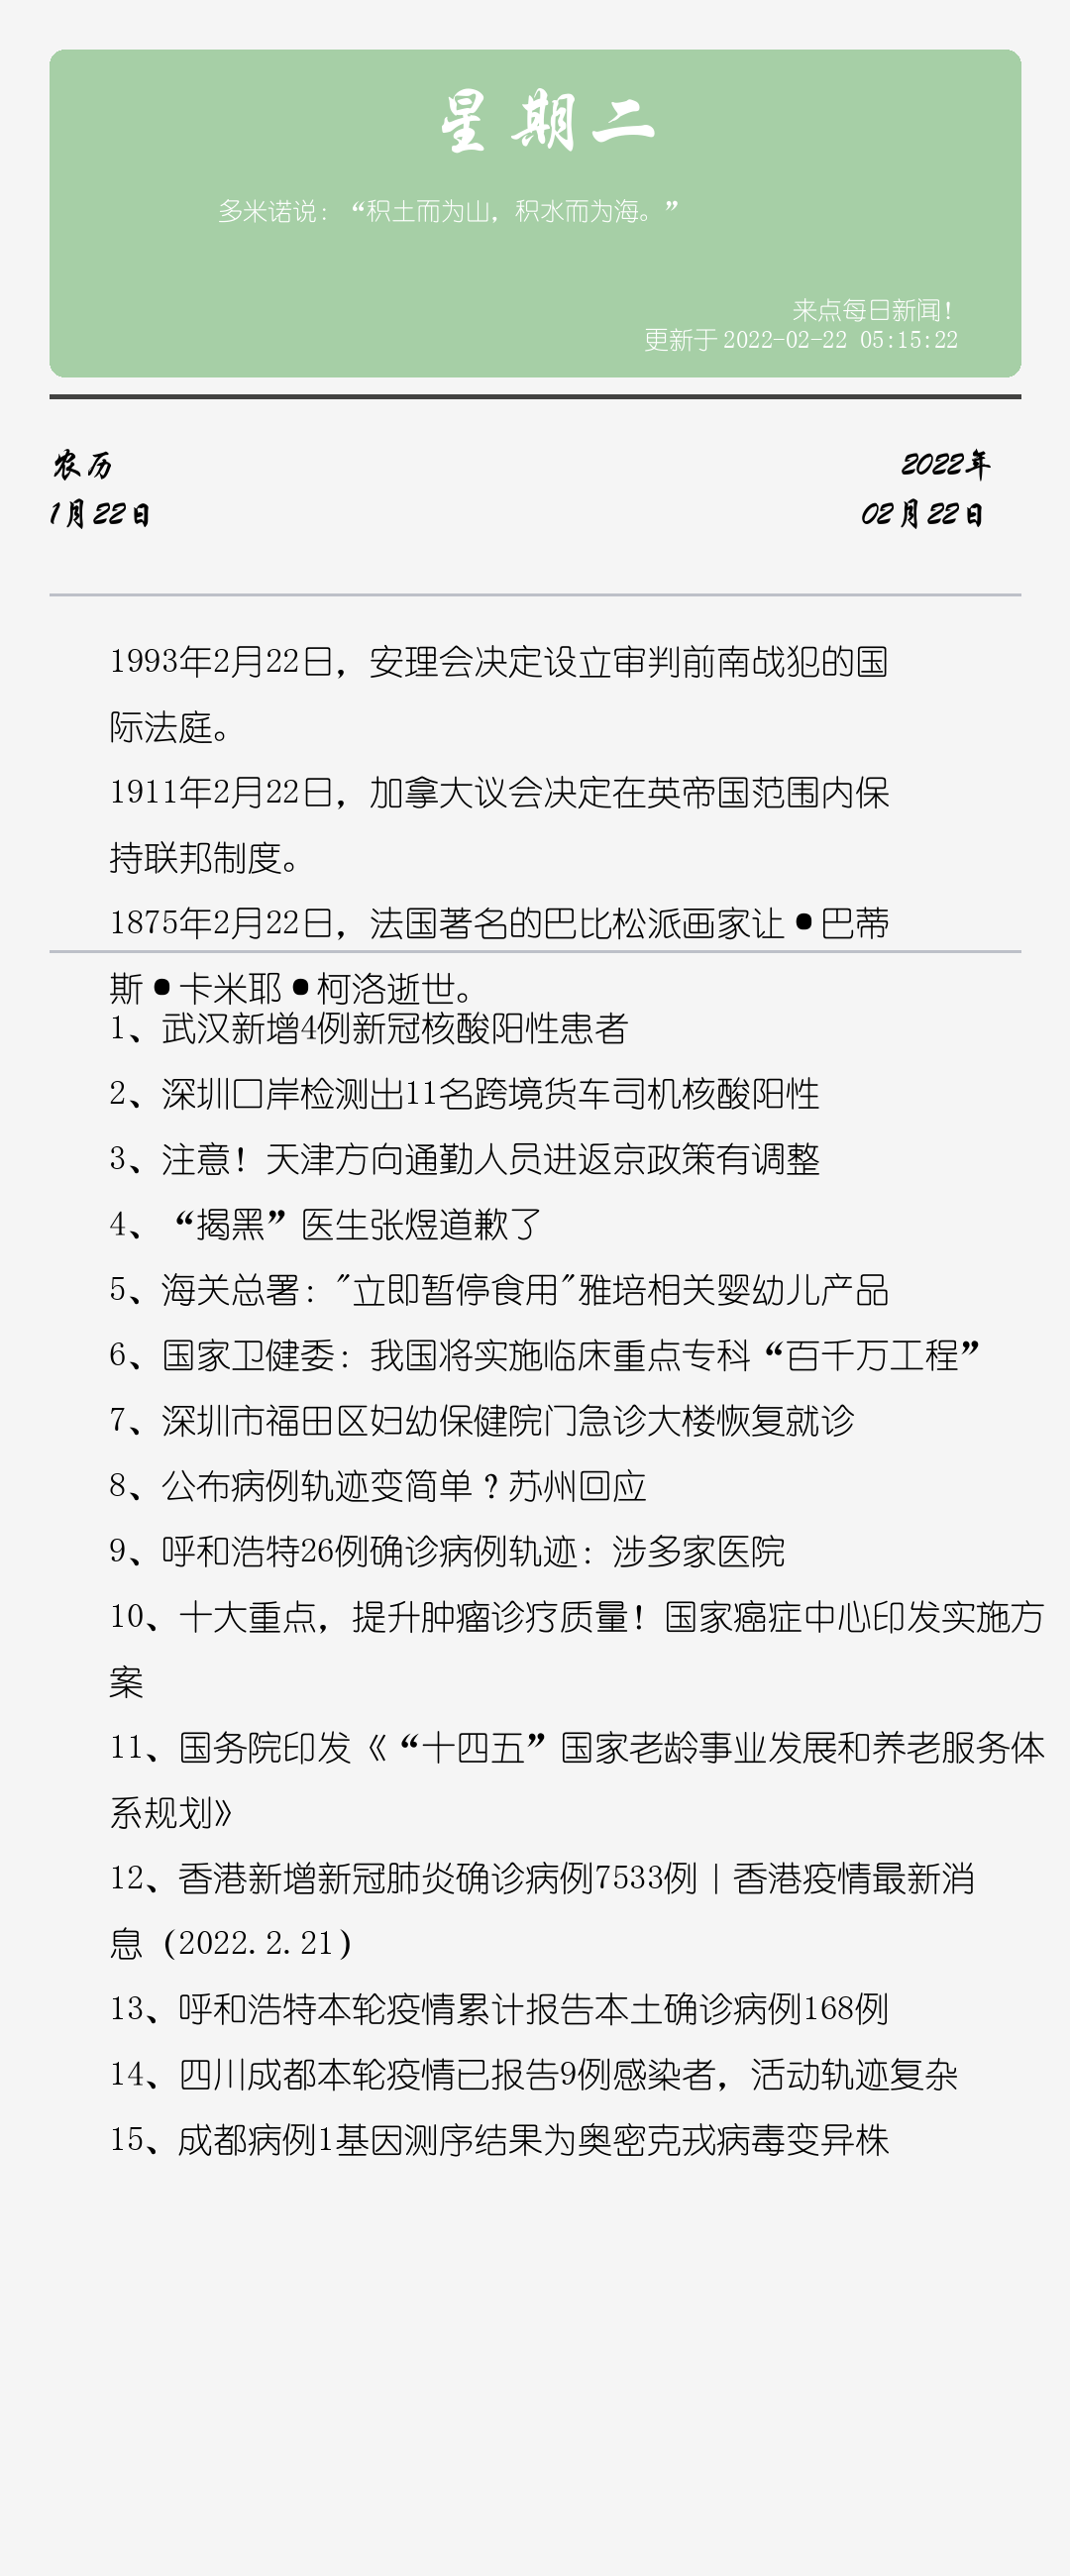 星期二
多米诺说：“积土而为山，积水而为海。”
来点每日新闻！
更新于 2022-02-22 05:15:22
农历
2022年
1月22日
02月22日
1993年2月22日，安理会决定设立审判前南战犯的国
际法庭。
1911年2月22日，加拿大议会决定在英帝国范围内保
持联邦制度。
1875年2月22日，法国著名的巴比松派画家让•巴蒂
斯•卡米耶•柯洛逝世。
1、武汉新增4例新冠核酸阳性患者
2、深圳口岸检测出11名跨境货车司机核酸阳性
3、注意！天津方向通勤人员进返京政策有调整
4、“揭黑”医生张煜道歉了
5、海关总署："立即暂停食用"雅培相关婴幼儿产品
6、国家卫健委：我国将实施临床重点专科“百千万工程”
7、深圳市福田区妇幼保健院门急诊大楼恢复就诊
8、公布病例轨迹变简单？苏州回应
9、呼和浩特26例确诊病例轨迹：涉多家医院
10、十大重点，提升肿瘤诊疗质量！国家癌症中心印发实施方
案
11、国务院印发《“十四五”国家老龄事业发展和养老服务体
系规划》
12、香港新增新冠肺炎确诊病例7533例｜香港疫情最新消
息（2022.2.21）
13、呼和浩特本轮疫情累计报告本土确诊病例168例
14、四川成都本轮疫情已报告9例感染者，活动轨迹复杂
15、成都病例1基因测序结果为奥密克戎病毒变异株